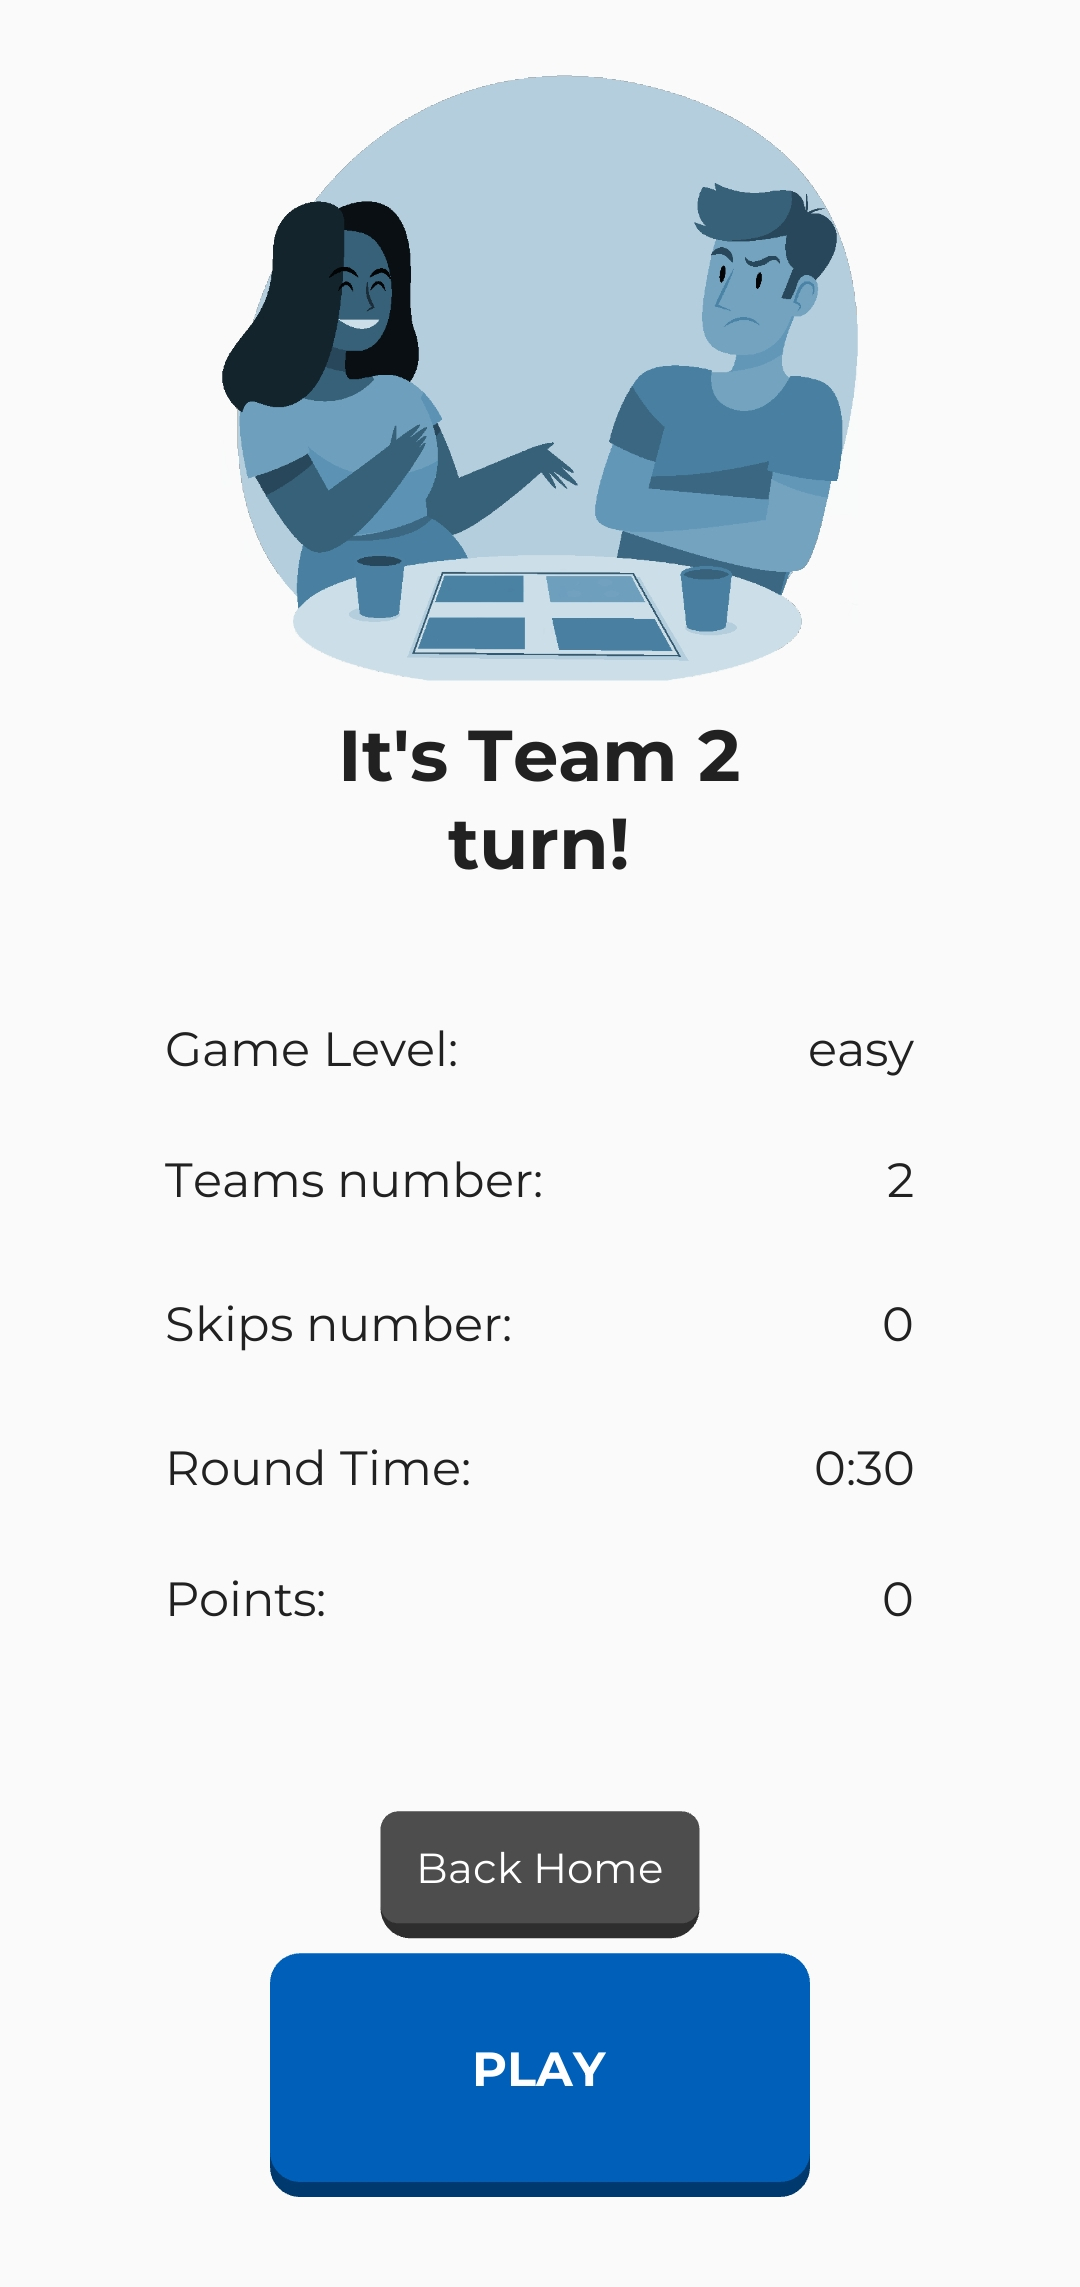 It's Team 2
turn!
Game Level: easy
Teams number: 2
Skips number: 0
Round Time: 0:30
Points: 0
Back Home
PLAY